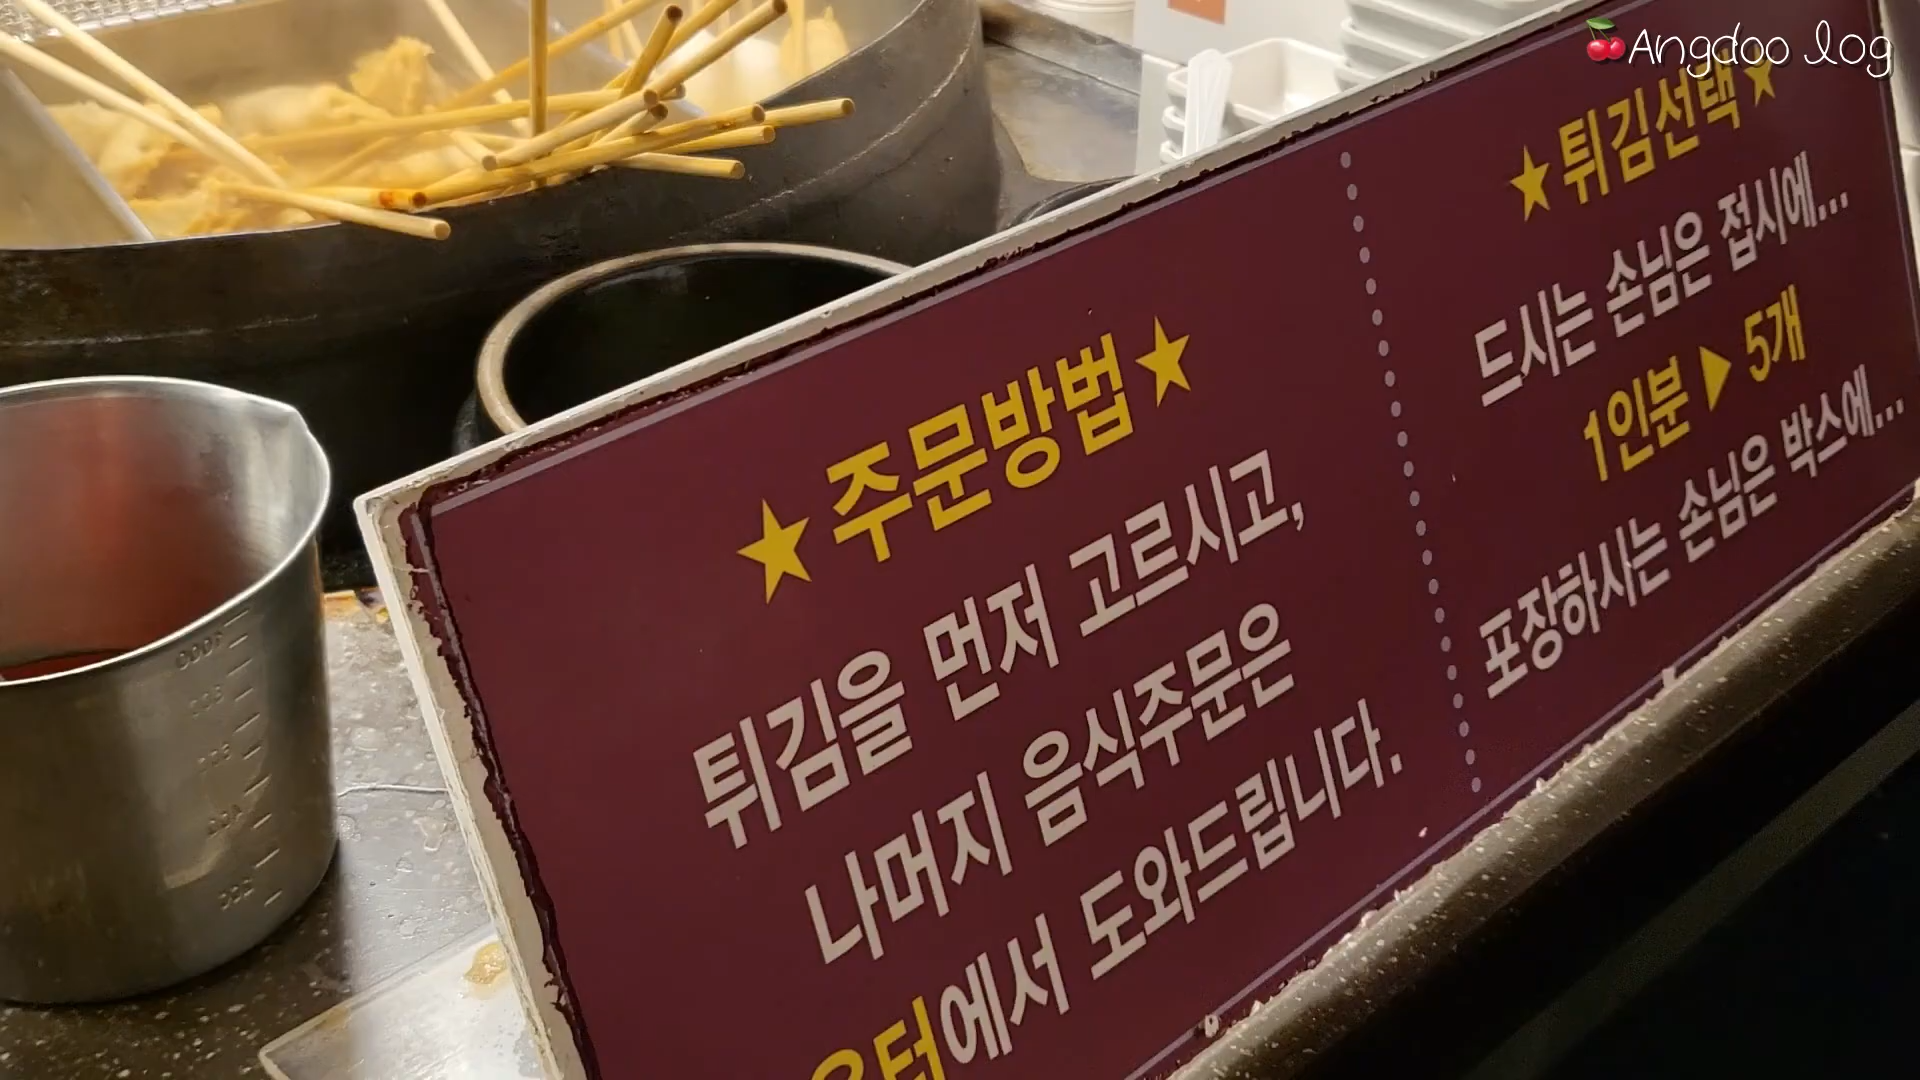 Angdoo log
★주문방법★
튀김을 먼저 고르시고,
나머지 음식주문은
에서 도와드립니다.
★튀김선택★
드시는 손님은 접시에...
1인분 ▶ 5개
포장하시는 손님은 박스에...